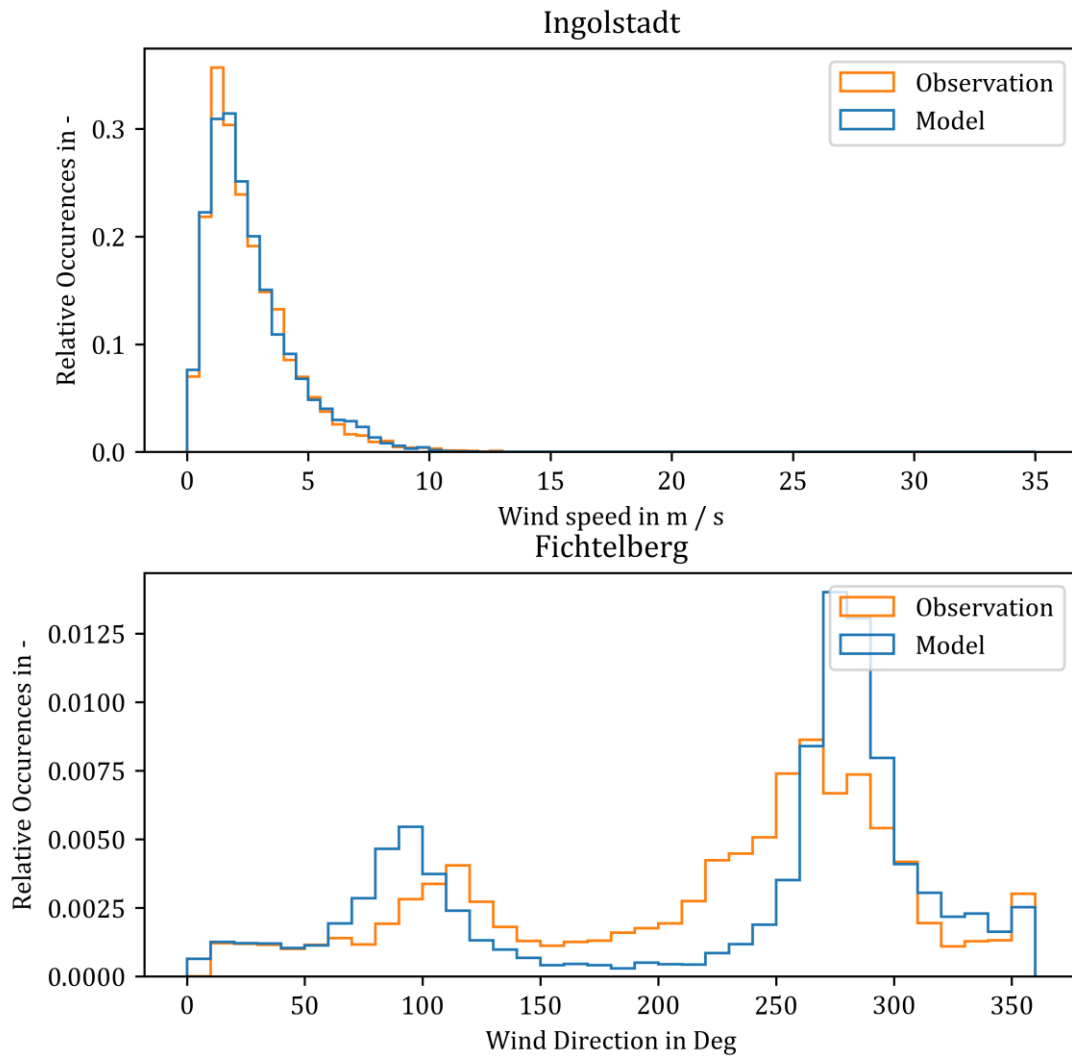 Ingolstadt
Relative Occurences in -
0.3
0.2
0.1
0.0
Observation
Model
0 5 10 15 20 25 30 35
Wind speed in m / s
Fichtelberg
Relative Occurences in -
0.0125
0.0100
0.0075
0.0050
0.0025
0.0000
Observation
Model
0 50 100 150 200 250 300 350
Wind Direction in Deg